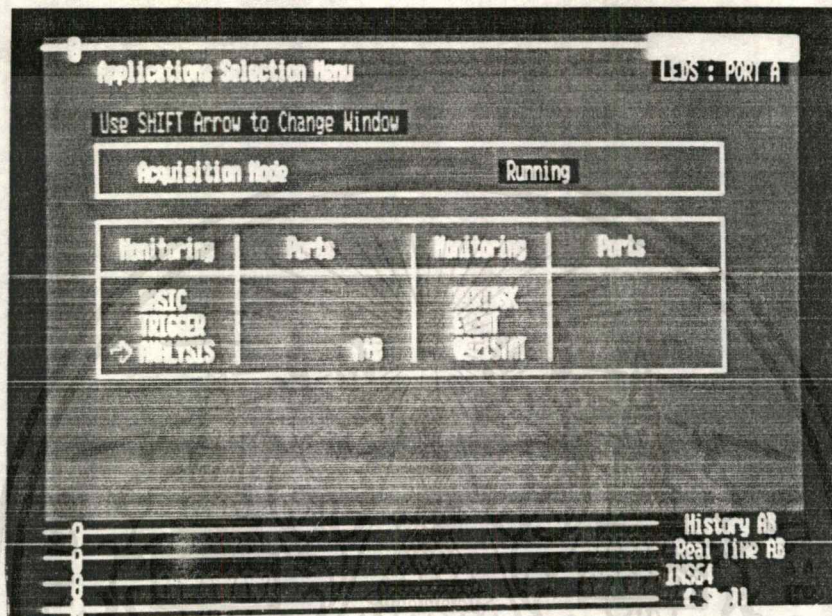 Applications Selection Menu
LEDS : PORT A
Use SHIFT Arrow to Change Window
Acquisition Mode Running
Monitoring Ports Monitoring Ports
BASIC
TRIGGER EVENT
→ ANALYSIS
History AB
Real Time AB
INS64
C Shell